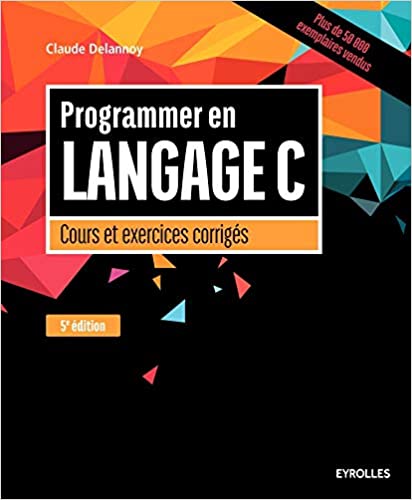 Claude Delannoy
Plus de 50 000
exemplaires vendus
Programmer en
LANGAGE C
Cours et exercices corrigés
5e édition
EYROLLES